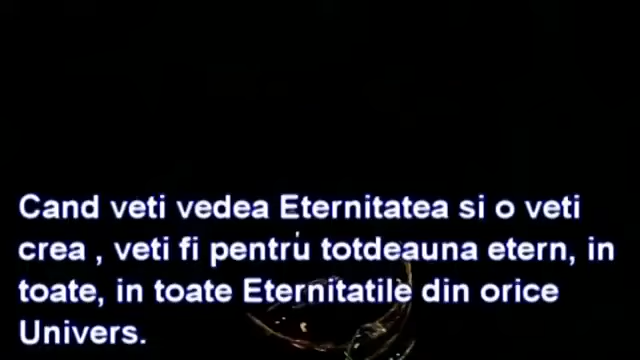 Cand veti vedea Eternitatea si o veti
crea , veti fi pentru totdeauna etern, in
toate, in toate Eternitatile din orice
Univers.